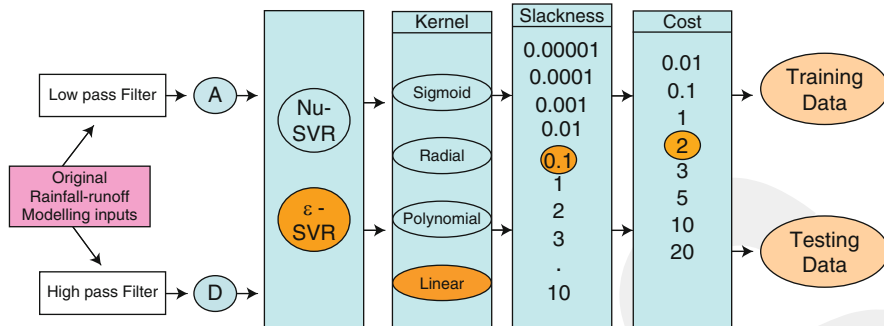 Original
Rainfall-runoff
Modelling inputs
Low pass Filter
High pass Filter
A
D
Nu-
SVR
ε -
SVR
Kernel
Sigmoid
Radial
Polynomial
Linear
Slackness
0.00001
0.0001
0.001
0.01
0.1
1
2
3
.
10
Cost
0.01
0.1
1
2
3
5
10
20
Training
Data
Testing
Data